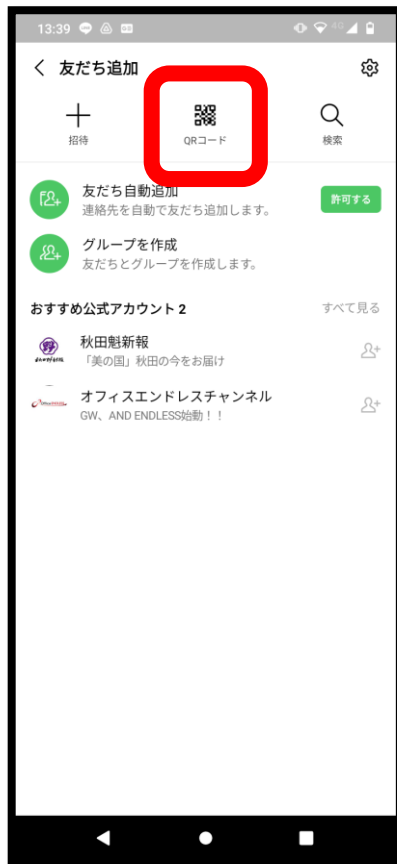 13:39
4G
友だち追加
招待
QRコード
検索
友だち自動追加
連絡先を自動で友だち追加します。
許可する
グループを作成
友だちとグループを作成します。
おすすめ公式アカウント 2
すべて見る
秋田魁新報
「美の国」秋田の今をお届け
オフィスエンドレスチャンネル
GW、AND ENDLESS始動！！